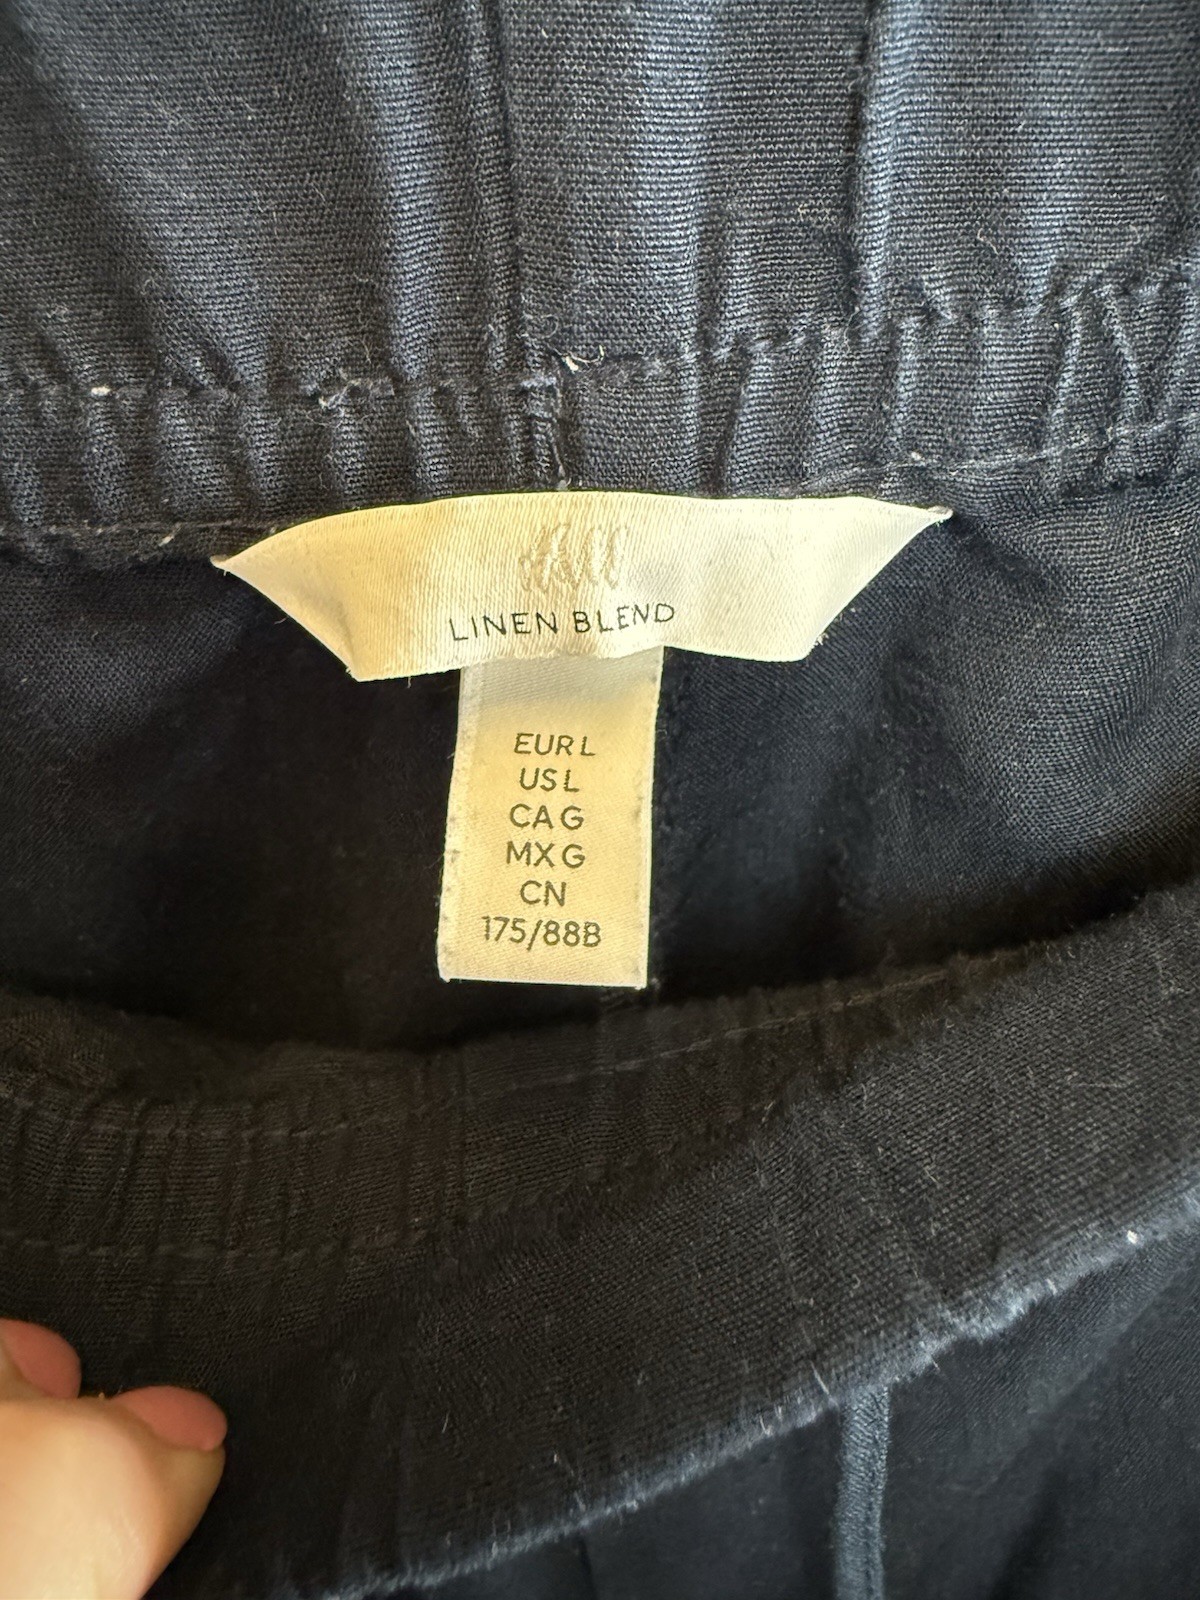 H&M
LINEN BLEND
EUR L
US L
CA G
MX G
CN
175/88B